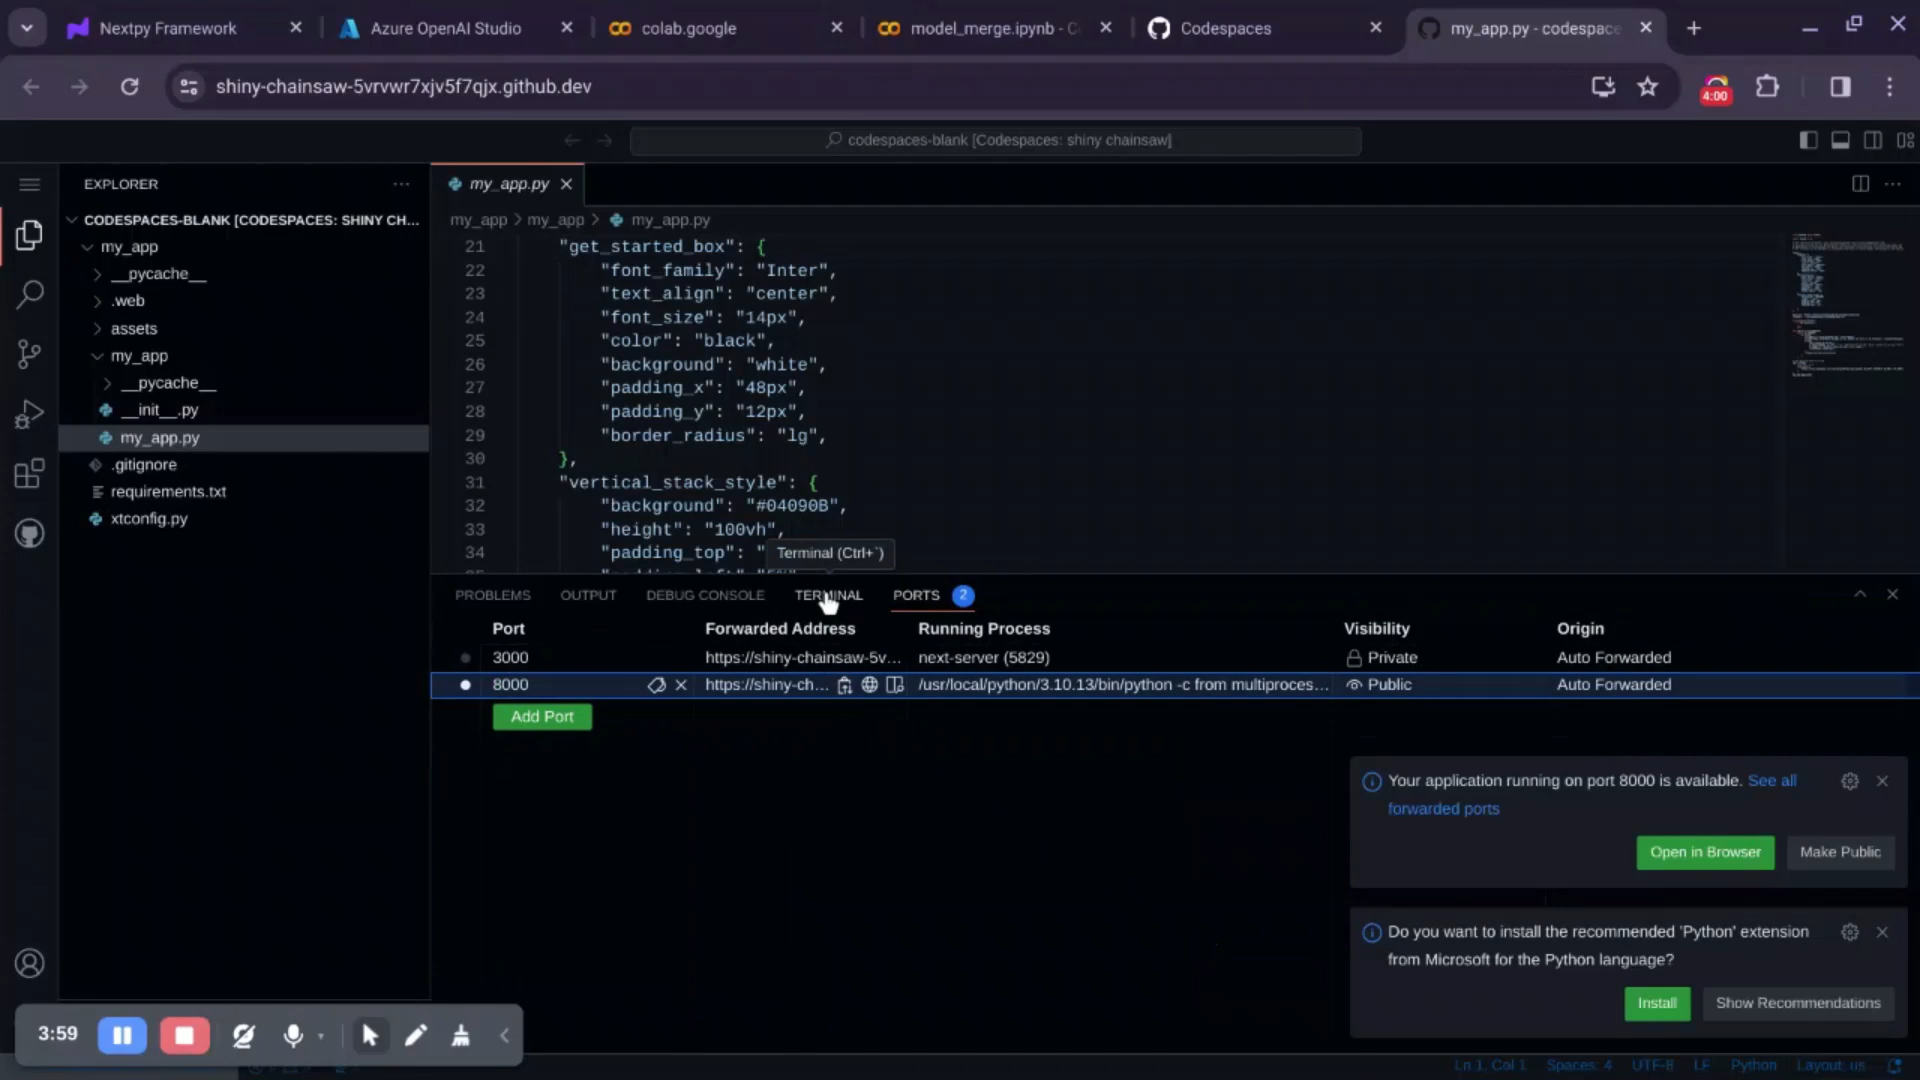 Nextpy Framework
Azure OpenAI Studio
colab.google
model_merge.ipynb - C
Codespaces
my_app.py - codespace
shiny-chainsaw-5vrvwr7xjv5f7qjx.github.dev
4:00
codespaces-blank [Codespaces: shiny chainsaw]
EXPLORER
CODESPACES-BLANK [CODESPACES: SHINY CH...
my_app
__pycache__
.web
assets
my_app
__pycache__
__init__.py
my_app.py
.gitignore
requirements.txt
xtconfig.py
my_app.py
my_app > my_app > my_app.py
21 "get_started_box": {
22 "font_family": "Inter",
23 "text_align": "center",
24 "font_size": "14px",
25 "color": "black",
26 "background": "white",
27 "padding_x": "48px",
28 "padding_y": "12px",
29 "border_radius": "lg",
30 },
31 "vertical_stack_style": {
32 "background": "#04090B",
33 "height": "100vh",
34 "padding_top": "
Terminal (Ctrl+`)
PROBLEMS OUTPUT DEBUG CONSOLE TERMINAL PORTS 2
Port Forwarded Address Running Process Visibility Origin
3000 https://shiny-chainsaw-5v... next-server (5829) Private Auto Forwarded
8000 https://shiny-ch... /usr/local/python/3.10.13/bin/python -c from multiproces... Public Auto Forwarded
Add Port
Your application running on port 8000 is available. See all
forwarded ports
Open in Browser Make Public
Do you want to install the recommended 'Python' extension
from Microsoft for the Python language?
Install Show Recommendations
3:59
Ln 1, Col 1 Spaces: 4 UTF-8 LF Python Layout: us